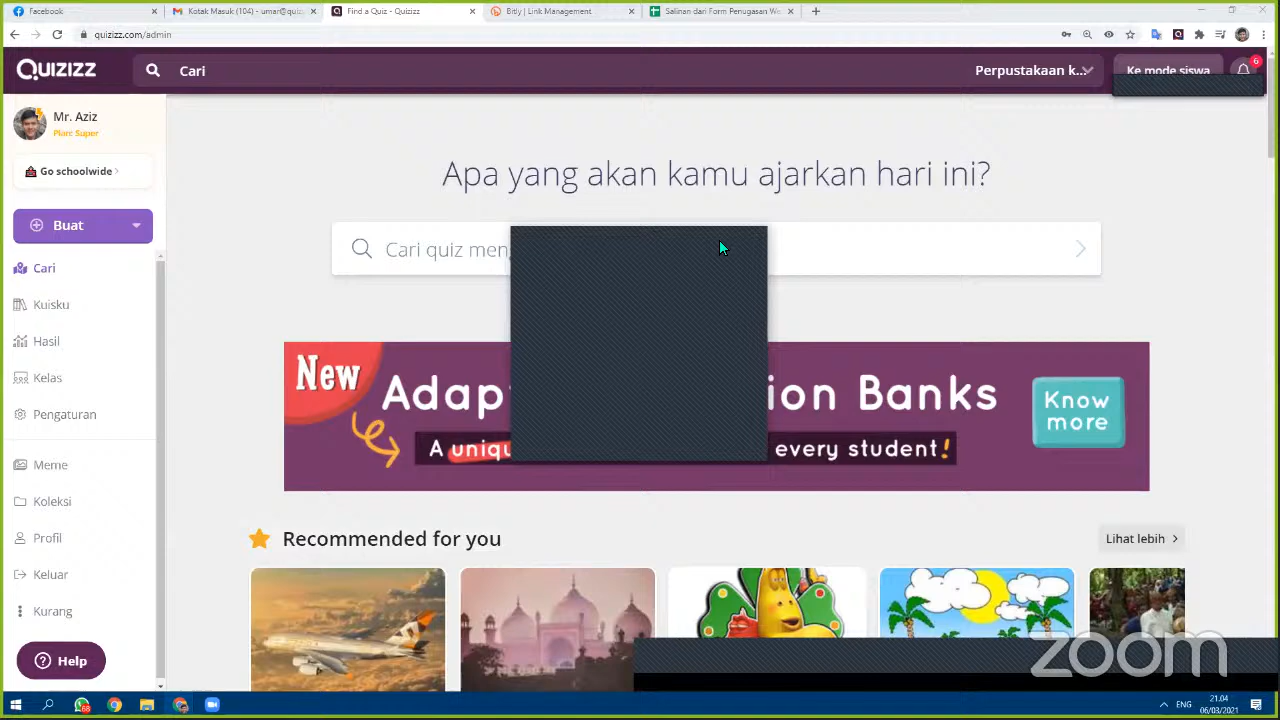 Facebook
Kotak Masuk (104) - umar@quiz
Find a Quiz - Quizizz
Bitly | Link Management
Salinan dari Form Penugasan We
quizizz.com/admin
QUIZIZZ
Cari
Perpustakaan k...
Ke mode siswa
6
Mr. Aziz
Go schoolwide
Buat
Cari
Kuisku
Hasil
Kelas
Pengaturan
Meme
Koleksi
Profil
Keluar
Kurang
Help
Apa yang akan kamu ajarkan hari ini?
Cari quiz men
New
Adap
ion Banks
A uniqu
every student!
Know
more
Recommended for you
Lihat lebih
zoom
ENG
21.04
06/03/2021